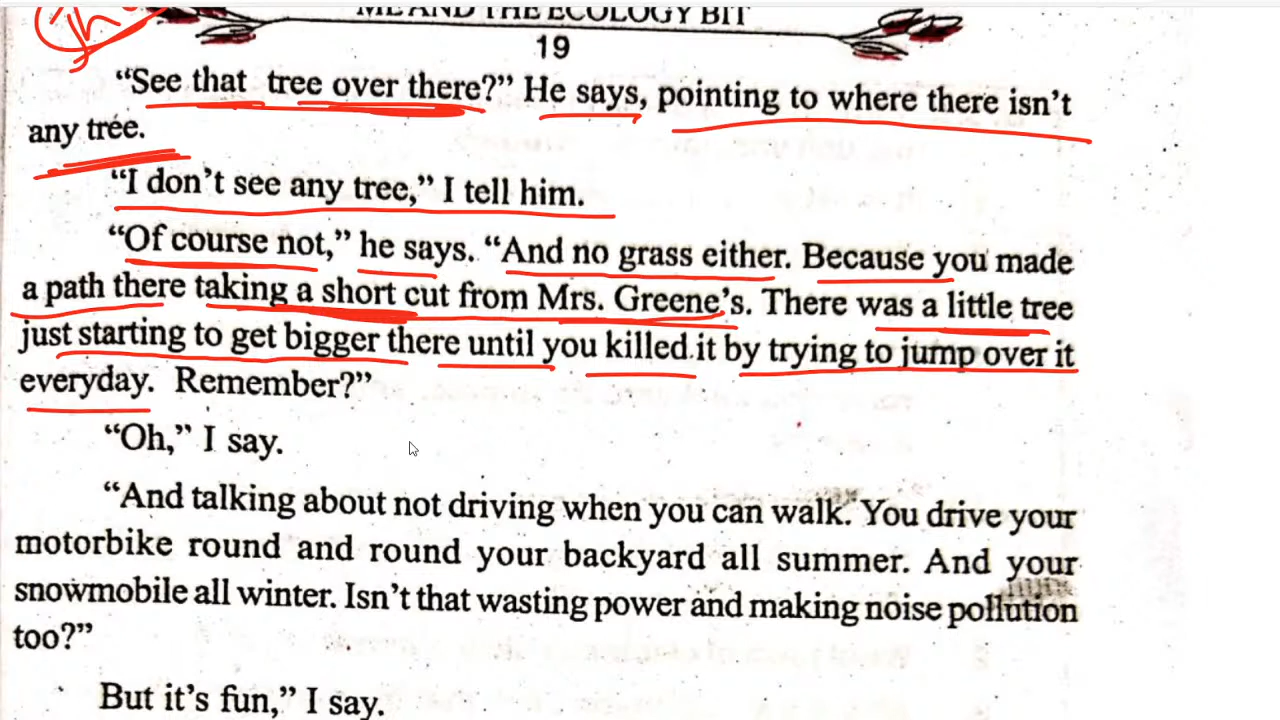 ME AND THE ECOLOGY BIT
19
“See that tree over there?” He says, pointing to where there isn’t
any tree.
“I don’t see any tree,” I tell him.
“Of course not,” he says. “And no grass either. Because you made
a path there taking a short cut from Mrs. Greene’s. There was a little tree
just starting to get bigger there until you killed it by trying to jump over it
everyday. Remember?”
“Oh,” I say.
“And talking about not driving when you can walk. You drive your
motorbike round and round your backyard all summer. And your
snowmobile all winter. Isn’t that wasting power and making noise pollution
too?”
But it’s fun,” I say.